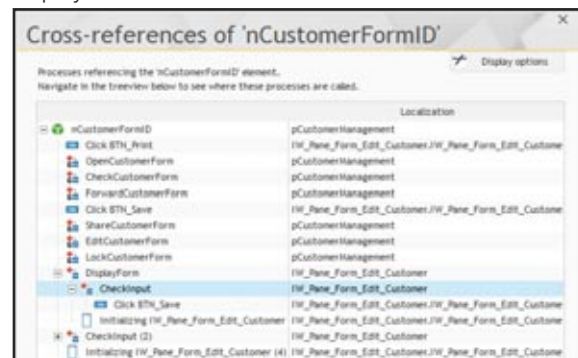 Cross-references of 'nCustomerFormID'
Display options
Processes referencing the 'nCustomerFormID' element.
Navigate in the treeview below to see where these processes are called.
Localization
nCustomerFormID pCustomerManagement
Click BTN_Print IW_Pane_Form_Edit_Customer.IW_Pane_Form_Edit_Custome
OpenCustomerForm pCustomerManagement
CheckCustomerForm pCustomerManagement
ForwardCustomerForm pCustomerManagement
Click BTN_Save IW_Pane_Form_Edit_Customer.IW_Pane_Form_Edit_Custome
ShareCustomerForm pCustomerManagement
EditCustomerForm pCustomerManagement
LockCustomerForm pCustomerManagement
DisplayForm IW_Pane_Form_Edit_Customer
CheckInput IW_Pane_Form_Edit_Customer
Click BTN_Save IW_Pane_Form_Edit_Customer.IW_Pane_Form_Edit_Custome
Initializing IW_Pane_Form_Edit_Customer IW_Pane_Form_Edit_Customer.IW_Pane_Form_Edit_Custome
CheckInput (2) IW_Pane_Form_Edit_Customer
Initializing IW_Pane_Form_Edit_Customer (4) IW_Pane_Form_Edit_Customer.IW_Pane_Form_Edit_Custome